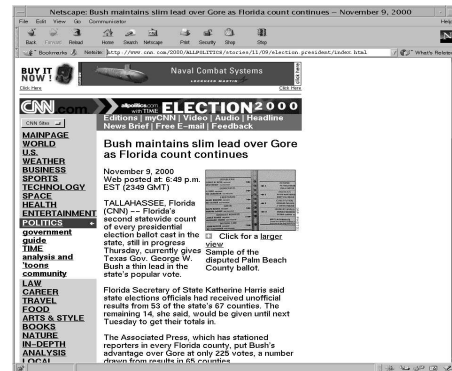 Netscape: Bush maintains slim lead over Gore as Florida count continues - November 9, 2000
File Edit View Go Communicator Help
Back Forward Reload Home Search Netscape Print Security Shop Stop
Bookmarks Netsite: http://www.cnn.com/2000/ALLPOLITICS/stories/11/09/election.president/index.html What's Related
BUY IT NOW!
Naval Combat Systems
LOCKHEED MARTIN
click here
Click Here
Click Here
CNN.com allpolitics.com with TIME ELECTION2000
CNN Sites
Editions | myCNN | Video | Audio | Headline
News Brief | Free E-mail | Feedback
MAINPAGE
WORLD
U.S.
WEATHER
BUSINESS
SPORTS
TECHNOLOGY
SPACE
HEALTH
ENTERTAINMENT
POLITICS
government
guide
TIME
analysis and
'toons
community
LAW
CAREER
TRAVEL
FOOD
ARTS & STYLE
BOOKS
NATURE
IN-DEPTH
ANALYSIS
LOCAL
Bush maintains slim lead over Gore
as Florida count continues
November 9, 2000
Web posted at: 6:49 p.m.
EST (2349 GMT)
TALLAHASSEE, Florida
(CNN) -- Florida's
second statewide count
of every presidential
election ballot cast in the
state, still in progress
Thursday, currently gives
Texas Gov. George W.
Bush a thin lead in the
state's popular vote.
Click for a larger
view
Sample of the
disputed Palm Beach
County ballot.
Florida Secretary of State Katherine Harris said
state elections officials had received unofficial
results from 53 of the state's 67 counties. The
remaining 14, she said, would be given until next
Tuesday to get their totals in.
The Associated Press, which has stationed
reporters in every Florida county, put Bush's
advantage over Gore at only 225 votes, a number
drawn from results in 65 counties.